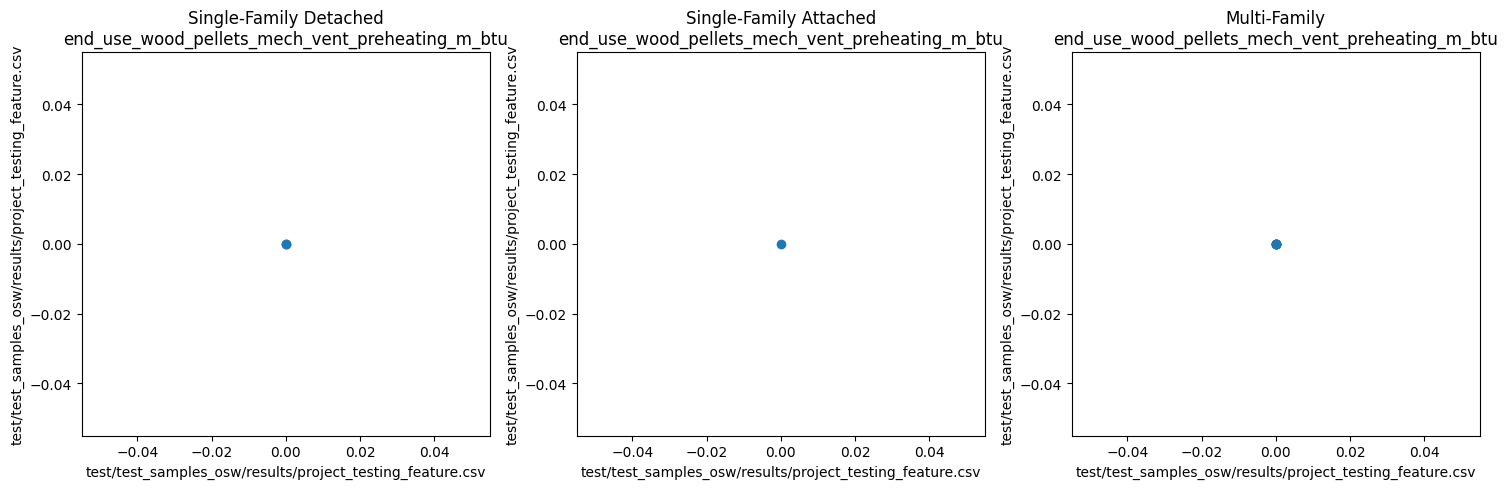 Single-Family Detached
end_use_wood_pellets_mech_vent_preheating_m_btu
test/test_samples_osw/results/project_testing_feature.csv
0.04
0.02
0.00
−0.02
−0.04
−0.04 −0.02 0.00 0.02 0.04
test/test_samples_osw/results/project_testing_feature.csv
Single-Family Attached
end_use_wood_pellets_mech_vent_preheating_m_btu
test/test_samples_osw/results/project_testing_feature.csv
0.04
0.02
0.00
−0.02
−0.04
−0.04 −0.02 0.00 0.02 0.04
test/test_samples_osw/results/project_testing_feature.csv
Multi-Family
end_use_wood_pellets_mech_vent_preheating_m_btu
test/test_samples_osw/results/project_testing_feature.csv
0.04
0.02
0.00
−0.02
−0.04
−0.04 −0.02 0.00 0.02 0.04
test/test_samples_osw/results/project_testing_feature.csv